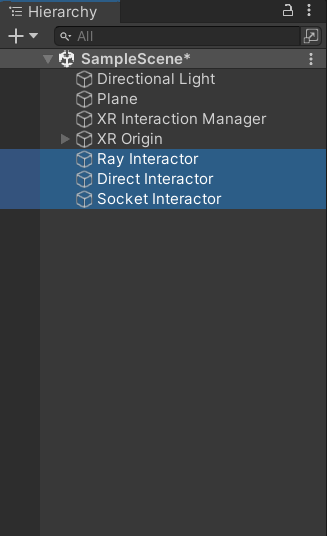 Hierarchy
All
SampleScene*
Directional Light
Plane
XR Interaction Manager
XR Origin
Ray Interactor
Direct Interactor
Socket Interactor